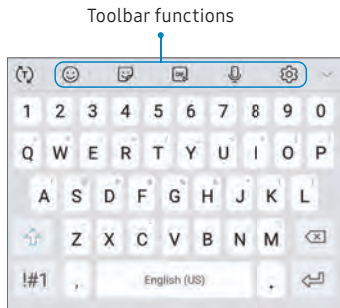 Toolbar functions
1 2 3 4 5 6 7 8 9 0
Q W E R T Y U I O P
A S D F G H J K L
Z X C V B N M
!#1 , English (US) .